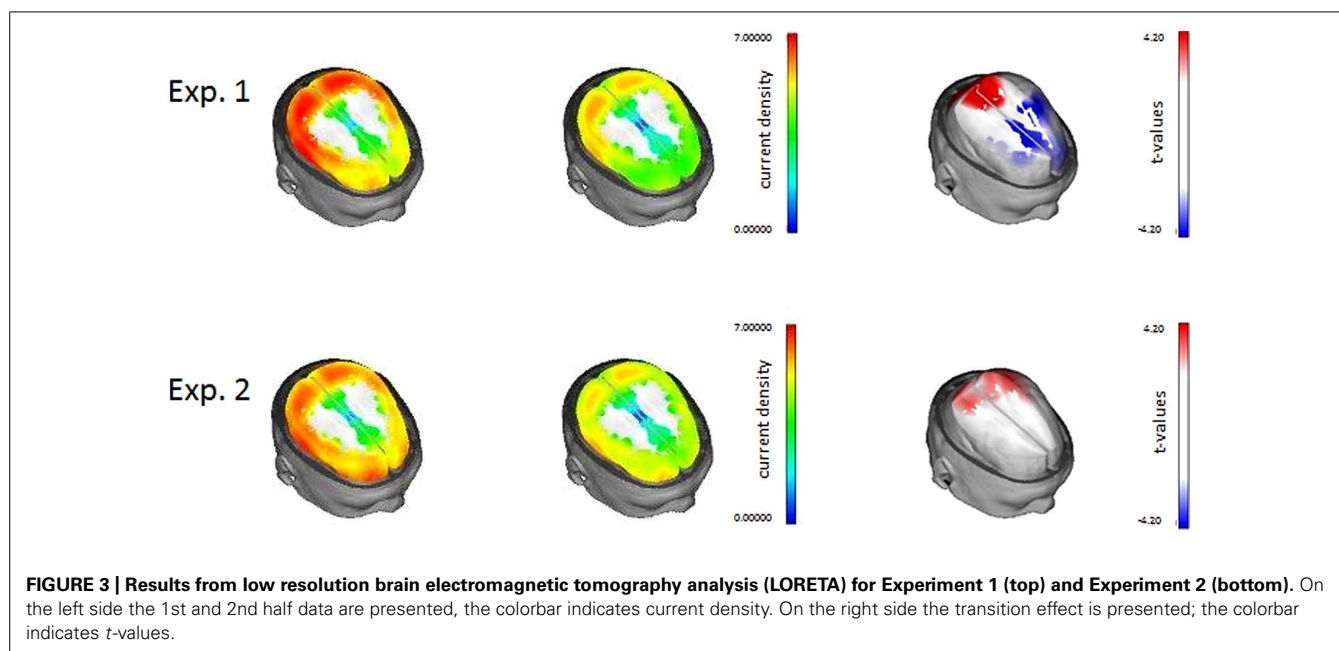 Exp. 1
7.00000
current density
0.00000
4.20
t-values
-4.20
Exp. 2
7.00000
current density
0.00000
4.20
t-values
-4.20
FIGURE 3 | Results from low resolution brain electromagnetic tomography analysis (LORETA) for Experiment 1 (top) and Experiment 2 (bottom). On
the left side the 1st and 2nd half data are presented, the colorbar indicates current density. On the right side the transition effect is presented; the colorbar
indicates t-values.